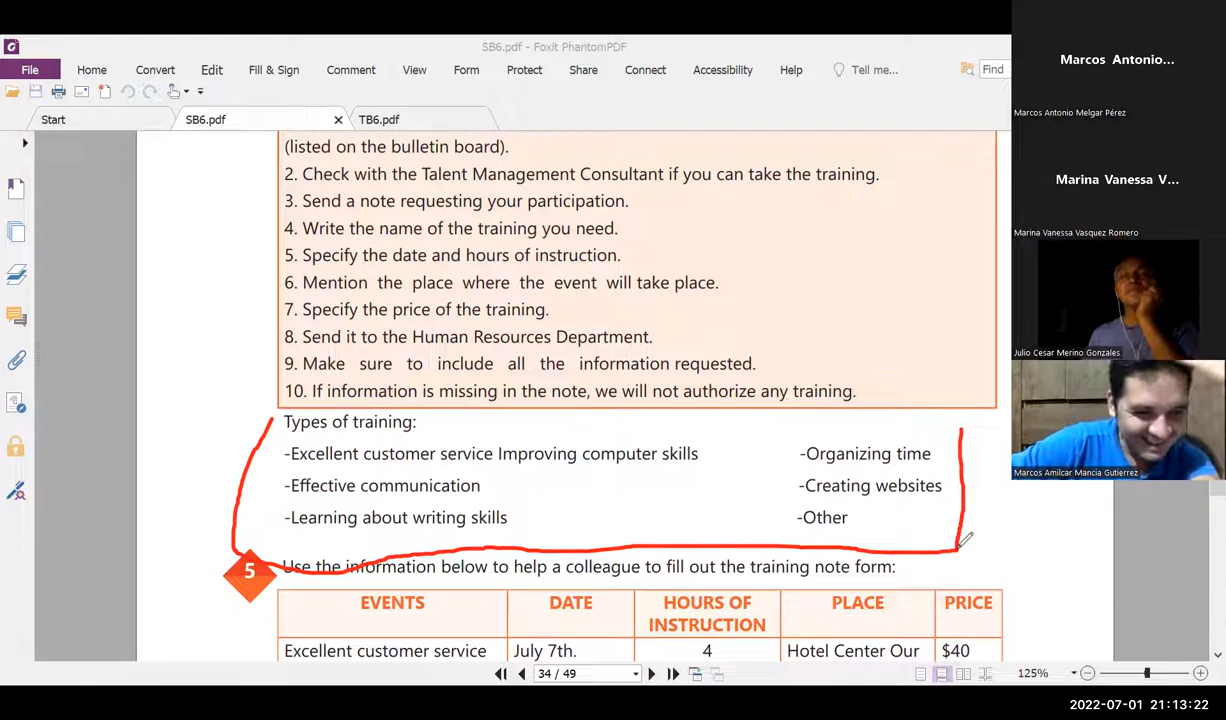 SB6.pdf - Foxit PhantomPDF
File Home Convert Edit Fill & Sign Comment View Form Protect Share Connect Accessibility Help Tell me... Find
Start SB6.pdf TB6.pdf
(listed on the bulletin board).
2. Check with the Talent Management Consultant if you can take the training.
3. Send a note requesting your participation.
4. Write the name of the training you need.
5. Specify the date and hours of instruction.
6. Mention the place where the event will take place.
7. Specify the price of the training.
8. Send it to the Human Resources Department.
9. Make sure to include all the information requested.
10. If information is missing in the note, we will not authorize any training.
Types of training:
-Excellent customer service Improving computer skills -Organizing time
-Effective communication -Creating websites
-Learning about writing skills -Other
5 Use the information below to help a colleague to fill out the training note form:
EVENTS DATE HOURS OF INSTRUCTION PLACE PRICE
Excellent customer service July 7th. 4 Hotel Center Our $40
34 / 49 125%
Marcos Antonio...
Marcos Antonio Melgar Pérez
Marina Vanessa V...
Marina Vanessa Vasquez Romero
Julio Cesar Merino Gonzales
Marcos Amilcar Mancia Gutierrez
2022-07-01 21:13:22